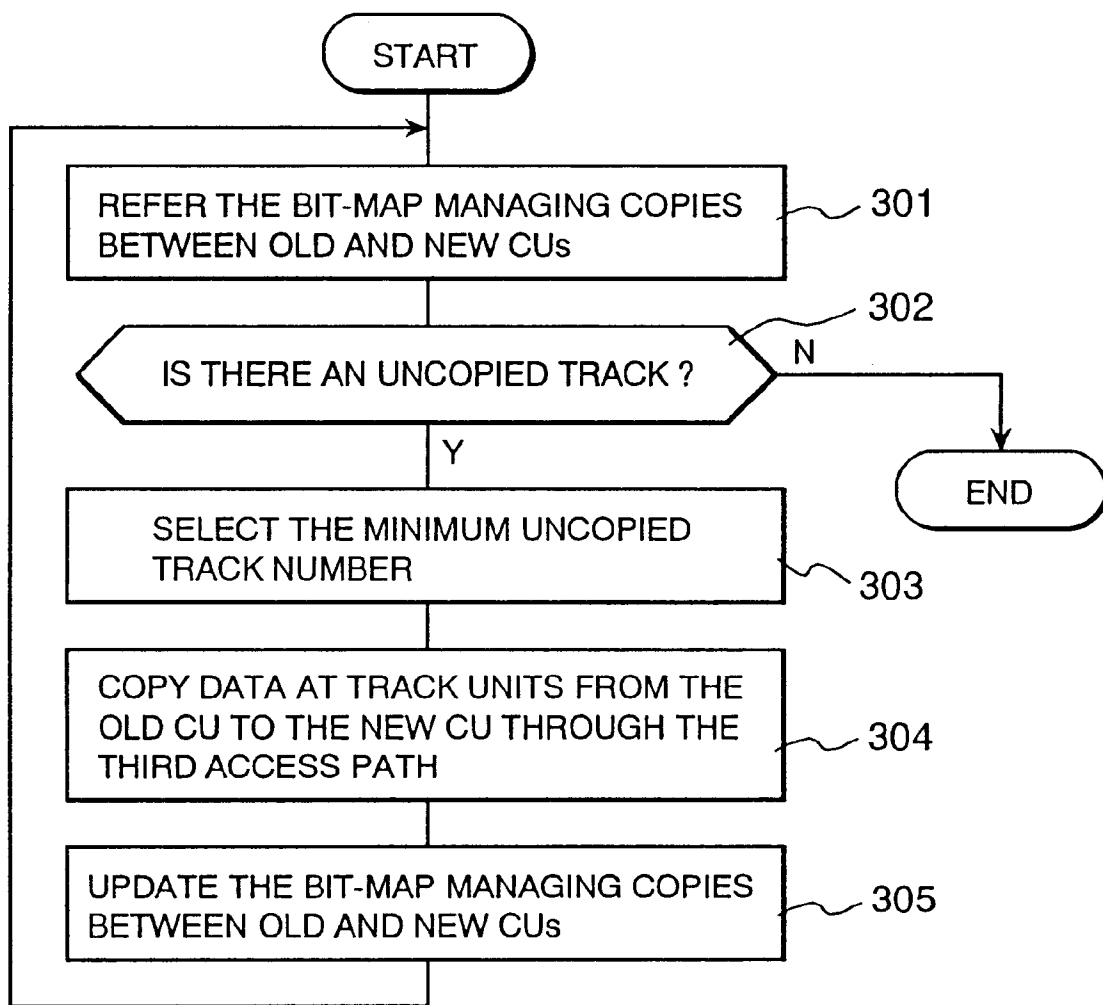 START
REFER THE BIT-MAP MANAGING COPIES
BETWEEN OLD AND NEW CUs
301
302
IS THERE AN UNCOPIED TRACK ?
N
Y
END
SELECT THE MINIMUM UNCOPIED
TRACK NUMBER
303
COPY DATA AT TRACK UNITS FROM THE
OLD CU TO THE NEW CU THROUGH THE
THIRD ACCESS PATH
304
UPDATE THE BIT-MAP MANAGING COPIES
BETWEEN OLD AND NEW CUs
305